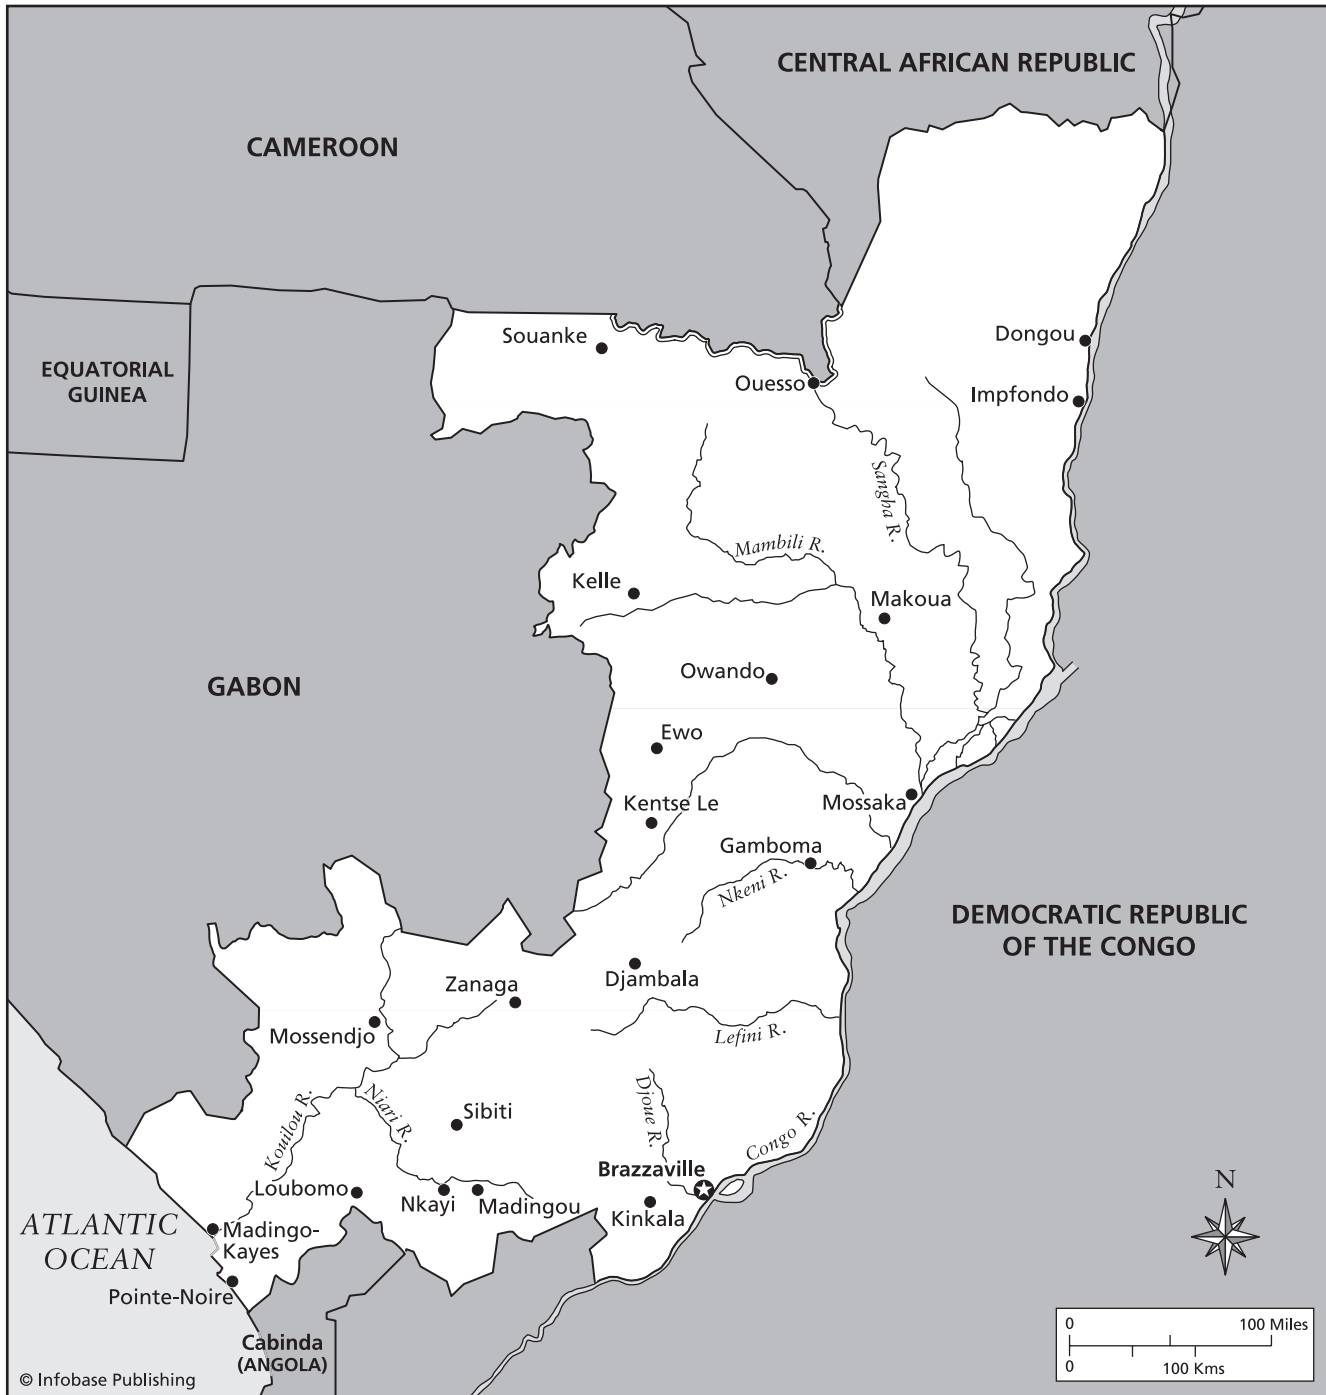 CENTRAL AFRICAN REPUBLIC
CAMEROON
Souanke
Dongou
EQUATORIAL
GUINEA
Ouesso
Impfondo
Sangha R.
Mambili R.
Kelle
Makoua
Owando
GABON
Ewo
Kentse Le
Mossaka
Gamboma
Nkeni R.
DEMOCRATIC REPUBLIC
OF THE CONGO
Djambala
Zanaga
Mossendjo
Lefini R.
Kouilou R.
Niari R.
Sibiti
Djoue R.
Congo R.
Brazzaville
Loubomo
Nkayi
Madingou
Kinkala
N
ATLANTIC
OCEAN
Madingo-
Kayes
Pointe-Noire
Cabinda
(ANGOLA)
0 100 Miles
0 100 Kms
© Infobase Publishing